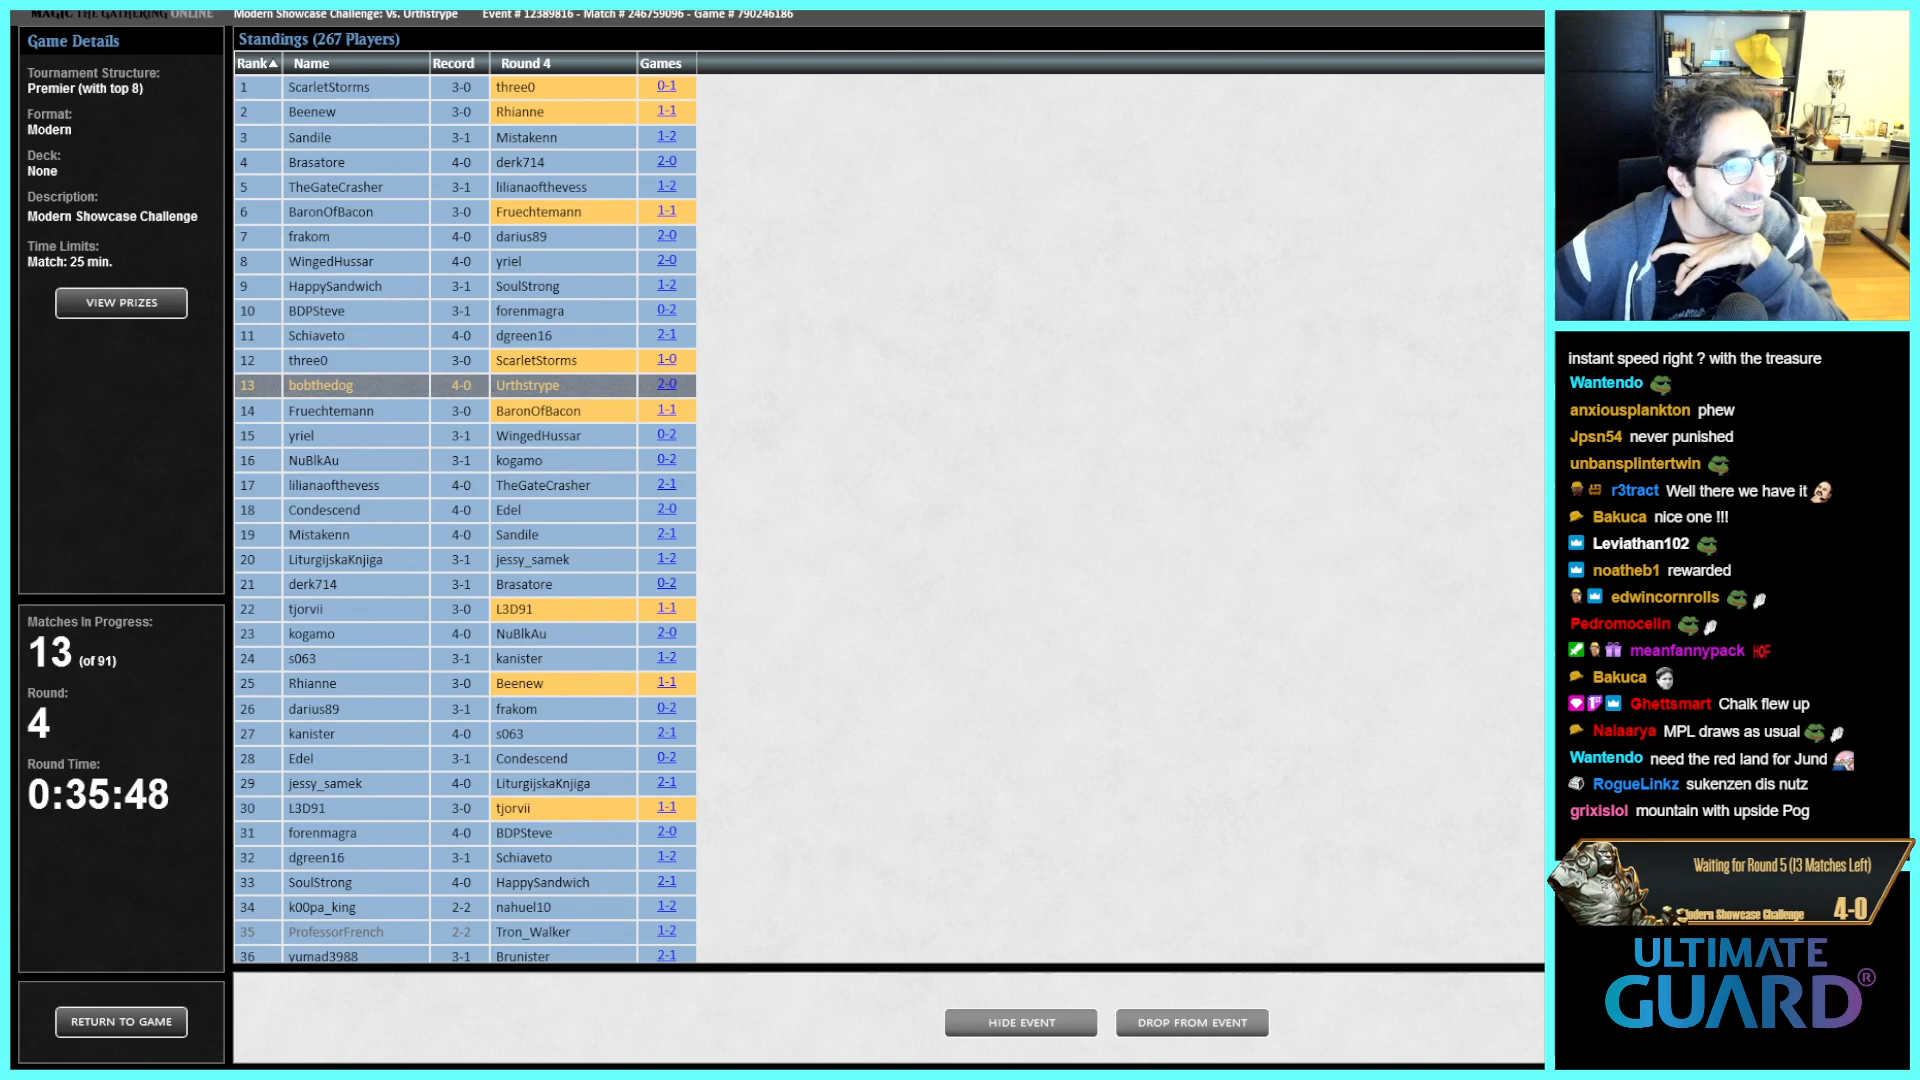 MAGIC THE GATHERING ONLINE
Modern Showcase Challenge: Vs. Urthstrype Event # 12389816 - Match # 246759096 - Game # 790246186
Game Details
Tournament Structure:
Premier (with top 8)
Format:
Modern
Deck:
None
Description:
Modern Showcase Challenge
Time Limits:
Match: 25 min.
VIEW PRIZES
Matches In Progress:
13 (of 91)
Round:
4
Round Time:
0:35:48
RETURN TO GAME
Standings (267 Players)
Rank Name Record Round 4 Games
1 ScarletStorms 3-0 three0 0-1
2 Beenew 3-0 Rhianne 1-1
3 Sandile 3-1 Mistakenn 1-2
4 Brasatore 4-0 derk714 2-0
5 TheGateCrasher 3-1 lilianaofthevess 1-2
6 BaronOfBacon 3-0 Fruechtemann 1-1
7 frakom 4-0 darius89 2-0
8 WingedHussar 4-0 yriel 2-0
9 HappySandwich 3-1 SoulStrong 1-2
10 BDPSteve 3-1 forenmagra 0-2
11 Schiaveto 4-0 dgreen16 2-1
12 three0 3-0 ScarletStorms 1-0
13 bobthedog 4-0 Urthstrype 2-0
14 Fruechtemann 3-0 BaronOfBacon 1-1
15 yriel 3-1 WingedHussar 0-2
16 NuBlkAu 3-1 kogamo 0-2
17 lilianaofthevess 4-0 TheGateCrasher 2-1
18 Condescend 4-0 Edel 2-0
19 Mistakenn 4-0 Sandile 2-1
20 LiturgijskaKnjiga 3-1 jessy_samek 1-2
21 derk714 3-1 Brasatore 0-2
22 tjorvii 3-0 L3D91 1-1
23 kogamo 4-0 NuBlkAu 2-0
24 s063 3-1 kanister 1-2
25 Rhianne 3-0 Beenew 1-1
26 darius89 3-1 frakom 0-2
27 kanister 4-0 s063 2-1
28 Edel 3-1 Condescend 0-2
29 jessy_samek 4-0 LiturgijskaKnjiga 2-1
30 L3D91 3-0 tjorvii 1-1
31 forenmagra 4-0 BDPSteve 2-0
32 dgreen16 3-1 Schiaveto 1-2
33 SoulStrong 4-0 HappySandwich 2-1
34 k00pa_king 2-2 nahuel10 1-2
35 ProfessorFrench 2-2 Tron_Walker 1-2
36 yumad3988 3-1 Brunister 2-1
HIDE EVENT DROP FROM EVENT
instant speed right ? with the treasure
Wantendo
anxiousplankton phew
Jpsn54 never punished
unbansplintertwin
r3tract Well there we have it
Bakuca nice one !!!
Leviathan102
noatheb1 rewarded
edwincornrolls
Pedromocelin
meanfannypack HOF
Bakuca
Ghettsmart Chalk flew up
Nalaarya MPL draws as usual
Wantendo need the red land for Jund
RogueLinkz sukenzen dis nutz
grixislol mountain with upside Pog
Waiting for Round 5 (13 Matches Left)
Modern Showcase Challenge 4-0
ULTIMATE
GUARD®